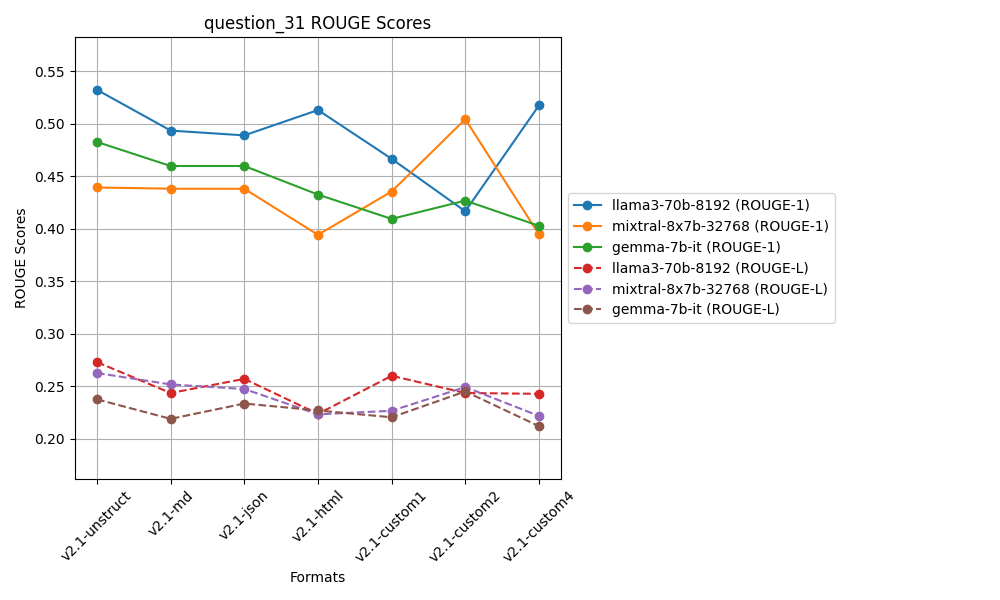 question_31 ROUGE Scores
ROUGE Scores
0.55
0.50
0.45
0.40
0.35
0.30
0.25
0.20
v2.1-unstruct
v2.1-md
v2.1-json
v2.1-html
v2.1-custom1
v2.1-custom2
v2.1-custom4
Formats
llama3-70b-8192 (ROUGE-1)
mixtral-8x7b-32768 (ROUGE-1)
gemma-7b-it (ROUGE-1)
llama3-70b-8192 (ROUGE-L)
mixtral-8x7b-32768 (ROUGE-L)
gemma-7b-it (ROUGE-L)